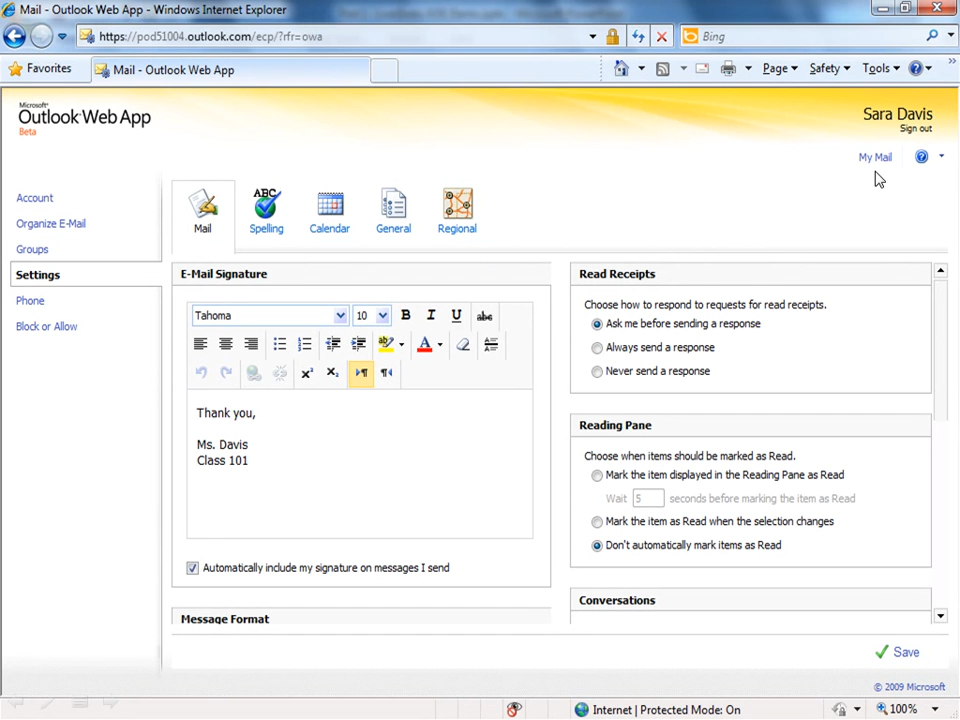 Mail - Outlook Web App - Windows Internet Explorer
https://pod51004.outlook.com/ecp/?rfr=owa
Bing
Favorites
Mail - Outlook Web App
Page
Safety
Tools
Microsoft
Outlook Web App
Beta
Sara Davis
Sign out
My Mail
Account
Organize E-Mail
Groups
Settings
Phone
Block or Allow
Mail
ABC
Spelling
Calendar
General
Regional
E-Mail Signature
Tahoma
10
B I U abc
ab
A
x²
x₂
Thank you,
Ms. Davis
Class 101
Automatically include my signature on messages I send
Message Format
Read Receipts
Choose how to respond to requests for read receipts.
Ask me before sending a response
Always send a response
Never send a response
Reading Pane
Choose when items should be marked as Read.
Mark the item displayed in the Reading Pane as Read
Wait 5 seconds before marking the item as Read
Mark the item as Read when the selection changes
Don't automatically mark items as Read
Conversations
Save
© 2009 Microsoft
Internet | Protected Mode: On
100%